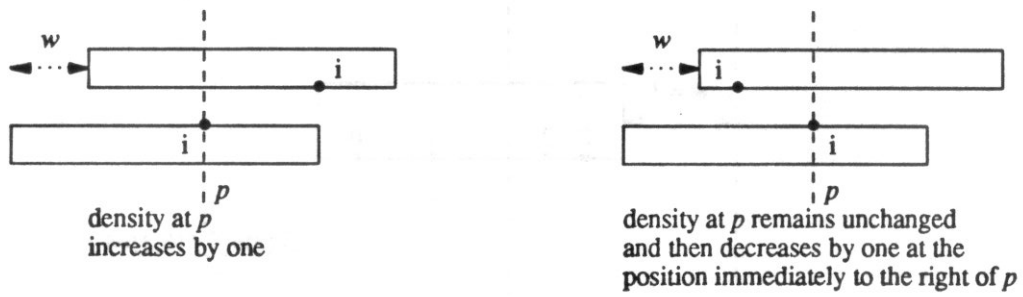 w
i
i
p
density at p
increases by one
w
i
i
p
density at p remains unchanged
and then decreases by one at the
position immediately to the right of p